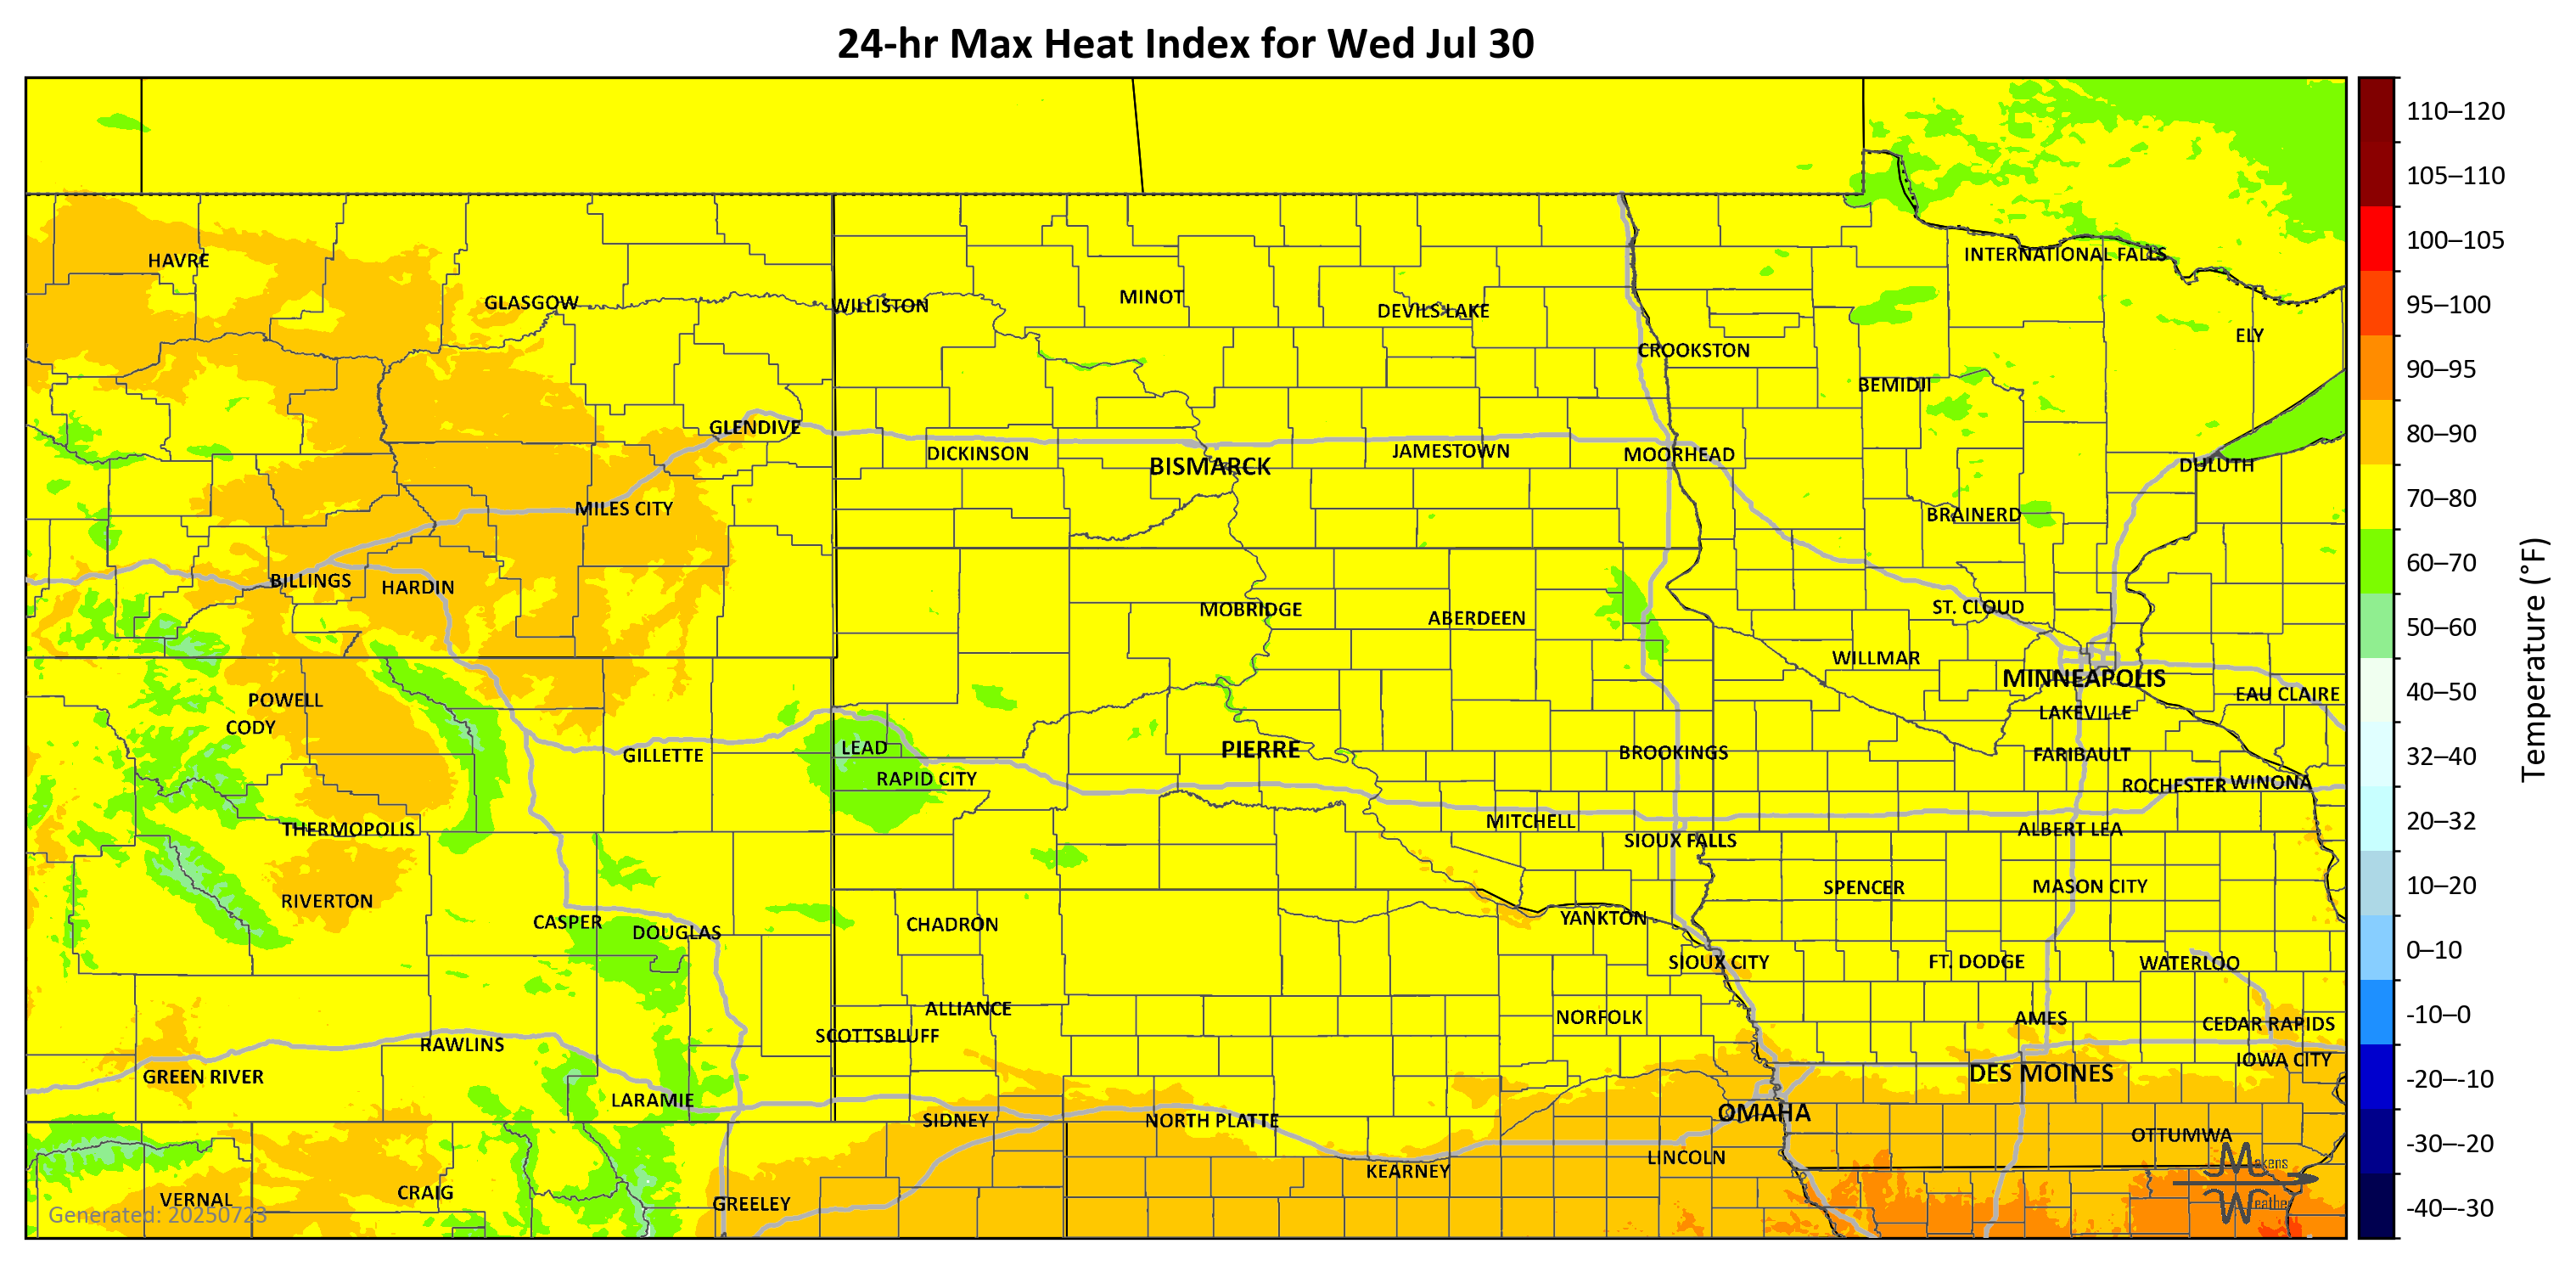 24-hr Max Heat Index for Wed Jul 30
110–120
105–110
100–105
95–100
90–95
80–90
70–80
60–70
50–60
40–50
32–40
20–32
10–20
0–10
-10–0
-20–-10
-30–-20
-40–-30
Temperature (°F)
HAVRE
INTERNATIONAL FALLS
GLASGOW
WILLISTON
MINOT
DEVILS LAKE
ELY
CROOKSTON
BEMIDJI
GLENDIVE
DICKINSON
BISMARCK
JAMESTOWN
MOORHEAD
DULUTH
MILES CITY
BRAINERD
BILLINGS
HARDIN
MOBRIDGE
ABERDEEN
ST. CLOUD
WILLMAR
MINNEAPOLIS
POWELL
EAU CLAIRE
CODY
LAKEVILLE
GILLETTE
LEAD
PIERRE
BROOKINGS
FARIBAULT
RAPID CITY
ROCHESTER
WINONA
THERMOPOLIS
MITCHELL
SIOUX FALLS
ALBERT LEA
RIVERTON
SPENCER
MASON CITY
CASPER
DOUGLAS
CHADRON
YANKTON
SIOUX CITY
FT. DODGE
WATERLOO
ALLIANCE
NORFOLK
AMES
CEDAR RAPIDS
RAWLINS
SCOTTSBLUFF
IOWA CITY
GREEN RIVER
DES MOINES
LARAMIE
SIDNEY
NORTH PLATTE
OMAHA
OTTUMWA
KEARNEY
LINCOLN
VERNAL
CRAIG
GREELEY
Generated: 20250723
Makens
Weather